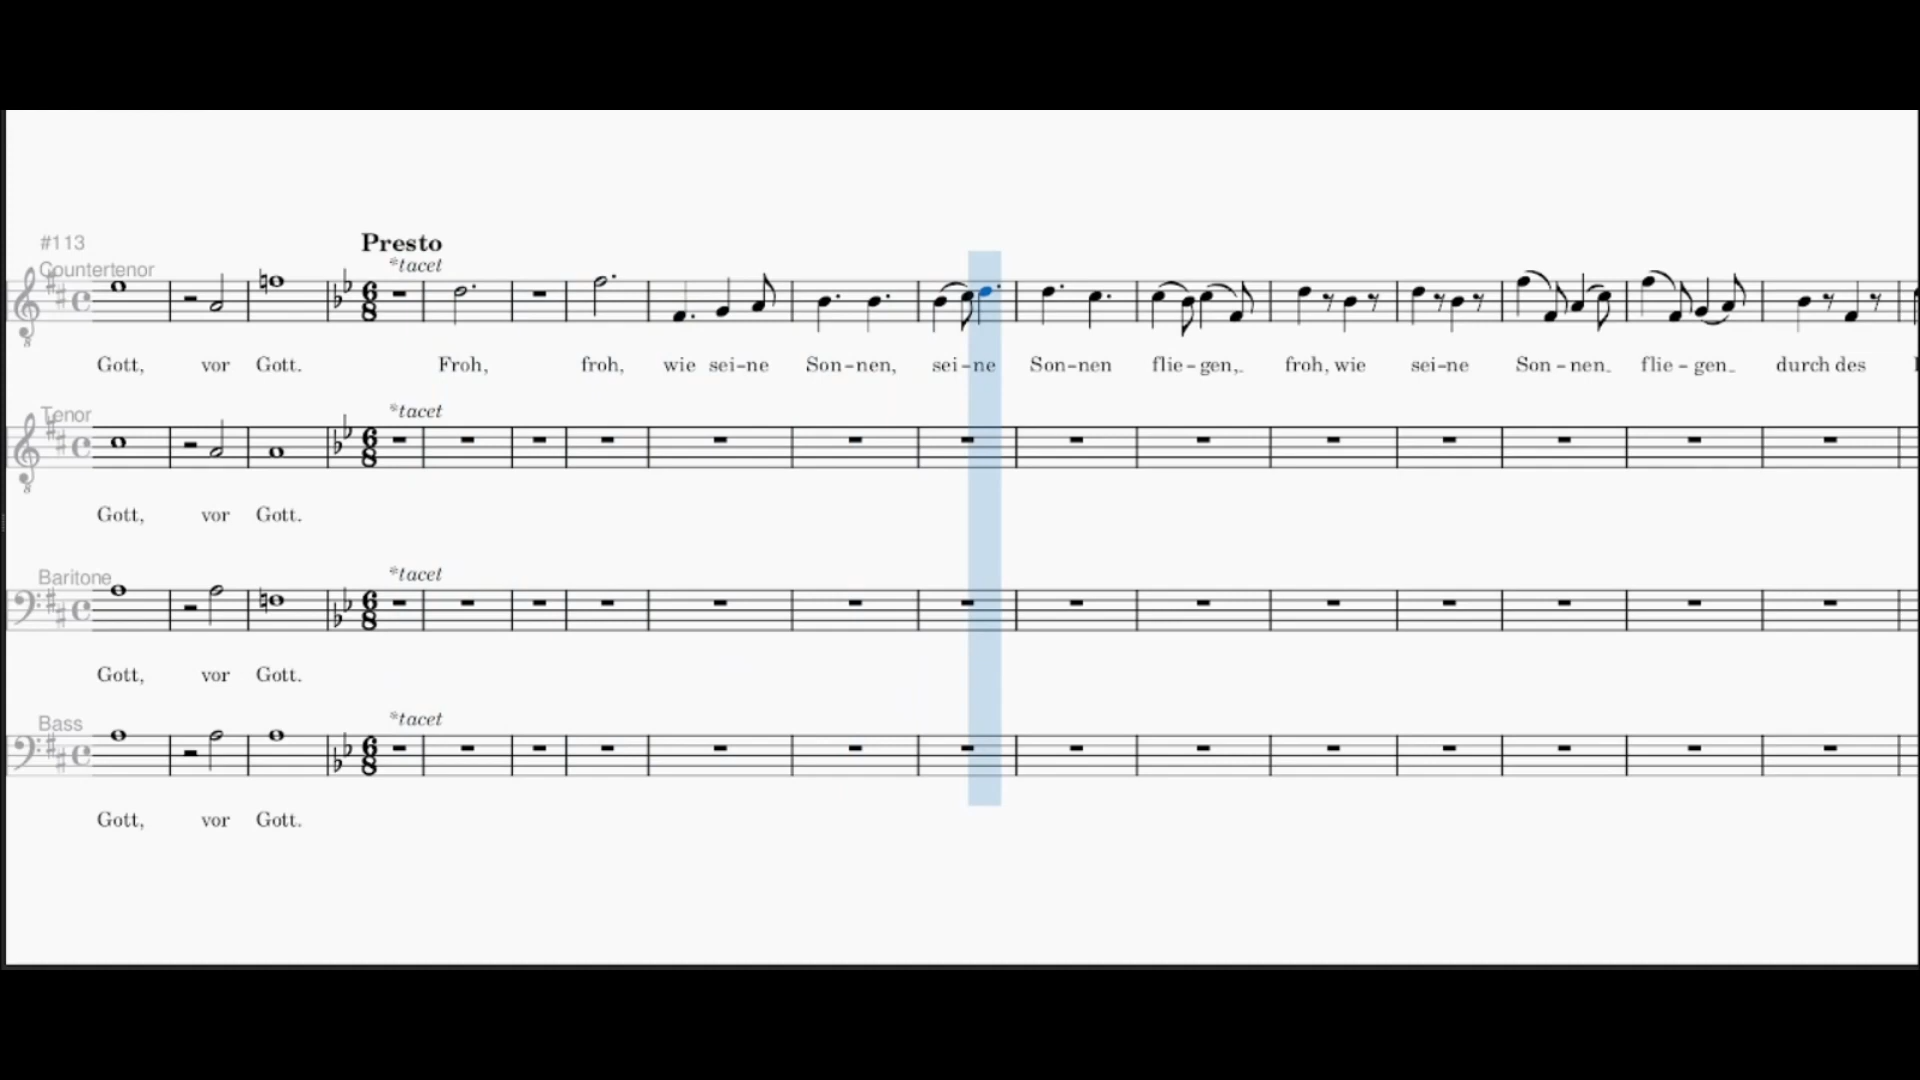 Presto
#113
*tacet
Countertenor
Gott, vor Gott. Froh, froh, wie sei-ne Son-nen, sei-ne Son-nen flie-gen, froh, wie sei-ne Son-nen flie-gen durch des
*tacet
Tenor
Gott, vor Gott.
*tacet
Baritone
Gott, vor Gott.
*tacet
Bass
Gott, vor Gott.